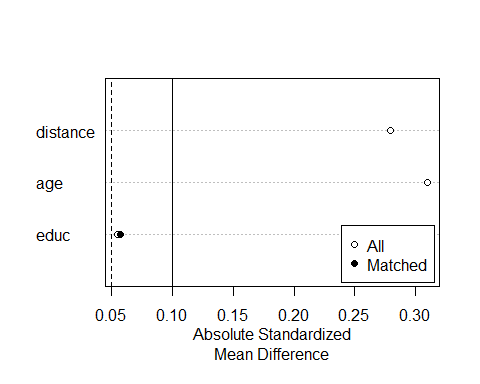 distance
age
educ
All
Matched
0.05 0.10 0.15 0.20 0.25 0.30
Absolute Standardized
Mean Difference